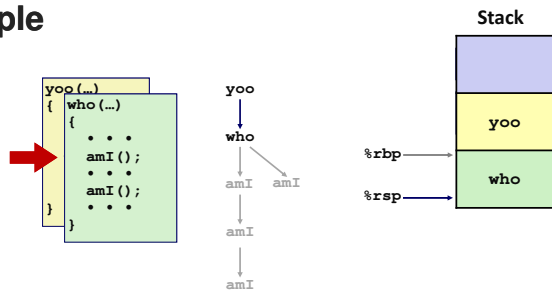 ple
Stack
yoo(…)
{
who(…)
{
• • •
amI();
• • •
amI();
• • •
}
}
yoo
who
amI amI
amI
amI
%rbp
%rsp
yoo
who